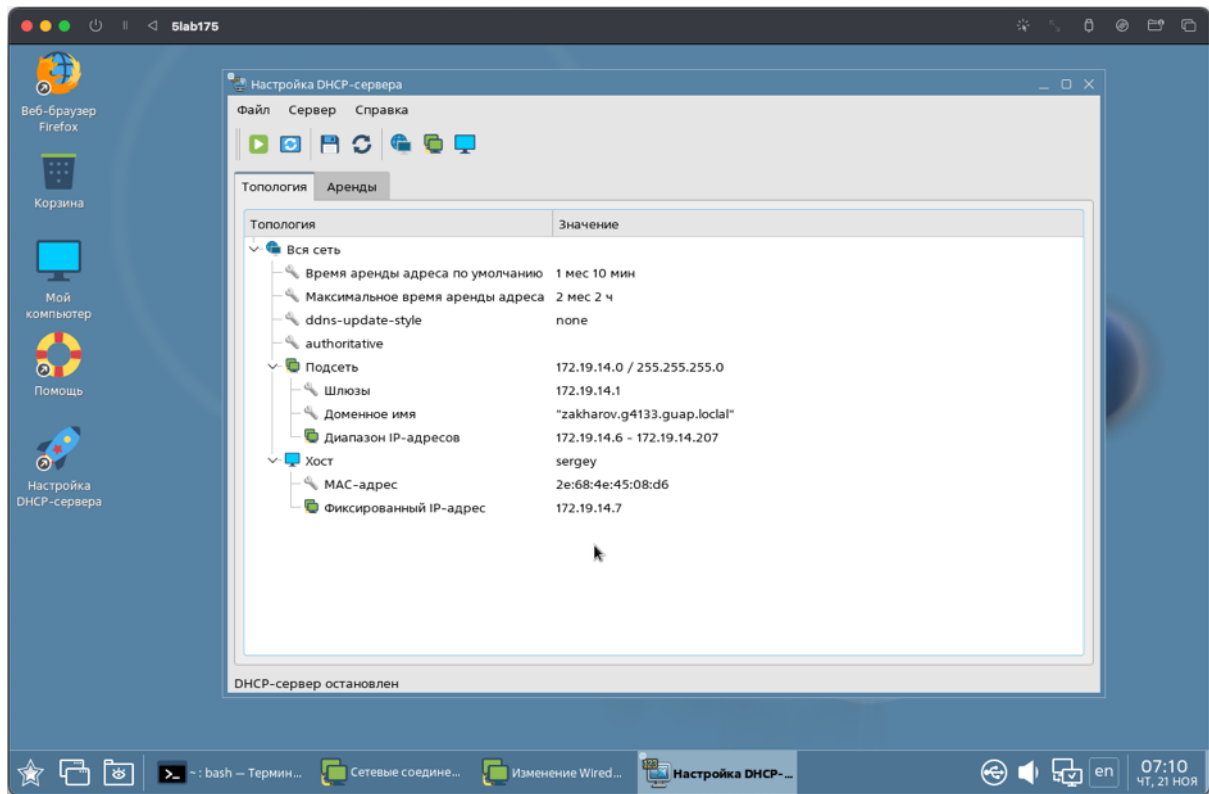 5lab175
Веб-браузер
Firefox
Корзина
Мой
компьютер
Помощь
Настройка
DHCP-сервера
Настройка DHCP-сервера
Файл Сервер Справка
Топология Аренды
Топология Значение
Вся сеть
Время аренды адреса по умолчанию 1 мес 10 мин
Максимальное время аренды адреса 2 мес 2 ч
ddns-update-style none
authoritative
Подсеть 172.19.14.0 / 255.255.255.0
Шлюзы 172.19.14.1
Доменное имя "zakharov.g4133.guap.loclal"
Диапазон IP-адресов 172.19.14.6 - 172.19.14.207
Хост sergey
MAC-адрес 2e:68:4e:45:08:d6
Фиксированный IP-адрес 172.19.14.7
DHCP-сервер остановлен
~ : bash — Термин... Сетевые соедине... Изменение Wired... 123 Настройка DHCP-... en 07:10
ЧТ, 21 НОЯ